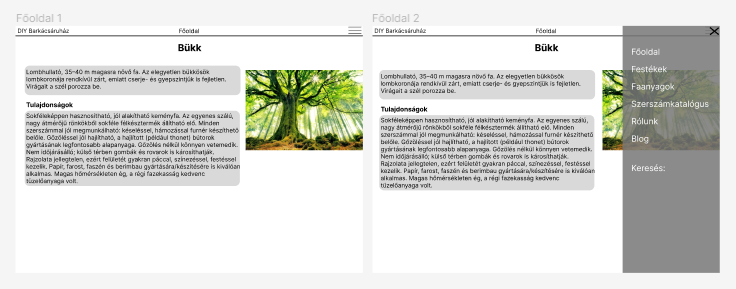 Főoldal 1
DIY Barkácsáruház
Főoldal
Bükk
Lombhullató, 35–40 m magasra növő fa. Az elegyetlen bükkösök
lombkoronája rendkívül zárt, emiatt cserje- és gyepszintjük is fejletlen.
Virágait a szél porozza be.
Tulajdonságok
Sokféleképpen hasznosítható, jól alakítható keményfa. Az egyenes szálú,
nagy átmérőjű rönkökből sokféle félkésztermék állítható elő. Minden
szerszámmal jól megmunkálható: késeléssel, hámozással furnér készíthető
belőle. Gőzöléssel jól hajlítható, a hajlított (például thonet) bútorok
gyártásának legfontosabb alapanyaga. Gőzölés nélkül könnyen vetemedik.
Nem időjárásálló; külső térben gombák és rovarok is károsíthatják.
Rajzolata jellegtelen, ezért felületét gyakran páccal, színezéssel, festéssel
kezelik. Papír, farost, faszén és berimbau gyártására/készítésére is kiválóan
alkalmas. Magas hőmérsékleten ég, a régi fazekasság kedvenc
tüzelőanyaga volt.
Főoldal 2
DIY Barkácsáruház
Főoldal
Bükk
Lombhullató, 35–40 m magasra növő fa. Az elegyetlen bükkösök
lombkoronája rendkívül zárt, emiatt cserje- és gyepszintjük is fejletlen.
Virágait a szél porozza be.
Tulajdonságok
Sokféleképpen hasznosítható, jól alakítható keményfa. Az egyenes szálú,
nagy átmérőjű rönkökből sokféle félkésztermék állítható elő. Minden
szerszámmal jól megmunkálható: késeléssel, hámozással furnér készíthető
belőle. Gőzöléssel jól hajlítható, a hajlított (például thonet) bútorok
gyártásának legfontosabb alapanyaga. Gőzölés nélkül könnyen vetemedik.
Nem időjárásálló; külső térben gombák és rovarok is károsíthatják.
Rajzolata jellegtelen, ezért felületét gyakran páccal, színezéssel, festéssel
kezelik. Papír, farost, faszén és berimbau gyártására/készítésére is kiválóan
alkalmas. Magas hőmérsékleten ég, a régi fazekasság kedvenc
tüzelőanyaga volt.
Főoldal
Festékek
Faanyagok
Szerszámkatalógus
Rólunk
Blog
Keresés: